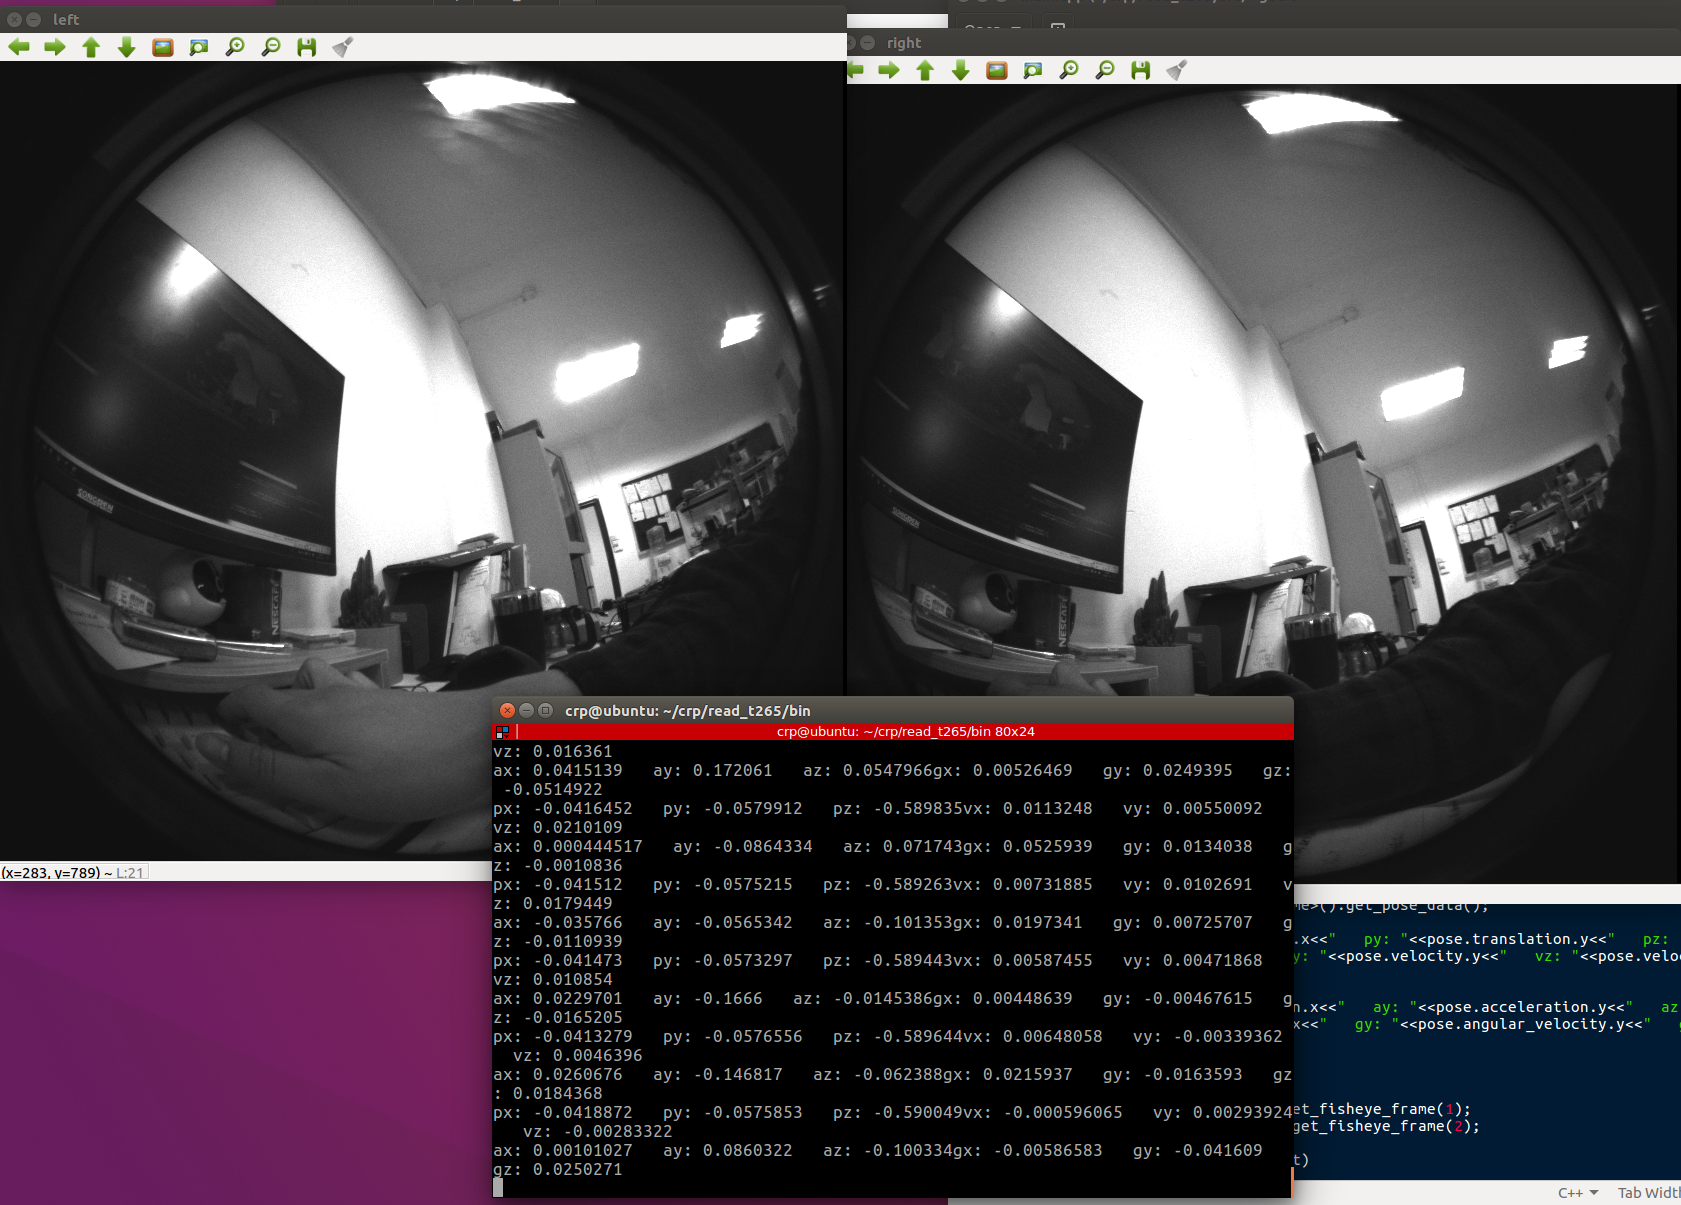 left
right
SONGREN
NESCAFE
(x=283, y=789) ~ L:21
crp@ubuntu: ~/crp/read_t265/bin
crp@ubuntu: ~/crp/read_t265/bin 80x24
vz: 0.016361
ax: 0.0415139   ay: 0.172061   az: 0.0547966gx: 0.00526469   gy: 0.0249395   gz:
 -0.0514922
px: -0.0416452   py: -0.0579912   pz: -0.589835vx: 0.0113248   vy: 0.00550092
vz: 0.0210109
ax: 0.000444517   ay: -0.0864334   az: 0.071743gx: 0.0525939   gy: 0.0134038   g
z: -0.0010836
px: -0.041512   py: -0.0575215   pz: -0.589263vx: 0.00731885   vy: 0.0102691   v
z: 0.0179449
ax: -0.035766   ay: -0.0565342   az: -0.101353gx: 0.0197341   gy: 0.00725707   g
z: -0.0110939
px: -0.041473   py: -0.0573297   pz: -0.589443vx: 0.00587455   vy: 0.00471868
vz: 0.010854
ax: 0.0229701   ay: -0.1666   az: -0.0145386gx: 0.00448639   gy: -0.00467615   g
z: -0.0165205
px: -0.0413279   py: -0.0576556   pz: -0.589644vx: 0.00648058   vy: -0.00339362
  vz: 0.0046396
ax: 0.0260676   ay: -0.146817   az: -0.062388gx: 0.0215937   gy: -0.0163593   gz
: 0.0184368
px: -0.0418872   py: -0.0575853   pz: -0.590049vx: -0.000596065   vy: 0.00293924
   vz: -0.00283322
ax: 0.00101027   ay: 0.0860322   az: -0.100334gx: -0.00586583   gy: -0.041609
gz: 0.0250271
me>().get_pose_data();
.x<<"   py: "<<pose.translation.y<<"   pz:
y: "<<pose.velocity.y<<"   vz: "<<pose.velo
n.x<<"   ay: "<<pose.acceleration.y<<"   az
x<<"   gy: "<<pose.angular_velocity.y<<"
et_fisheye_frame(1);
get_fisheye_frame(2);
t)
C++
Tab Widt